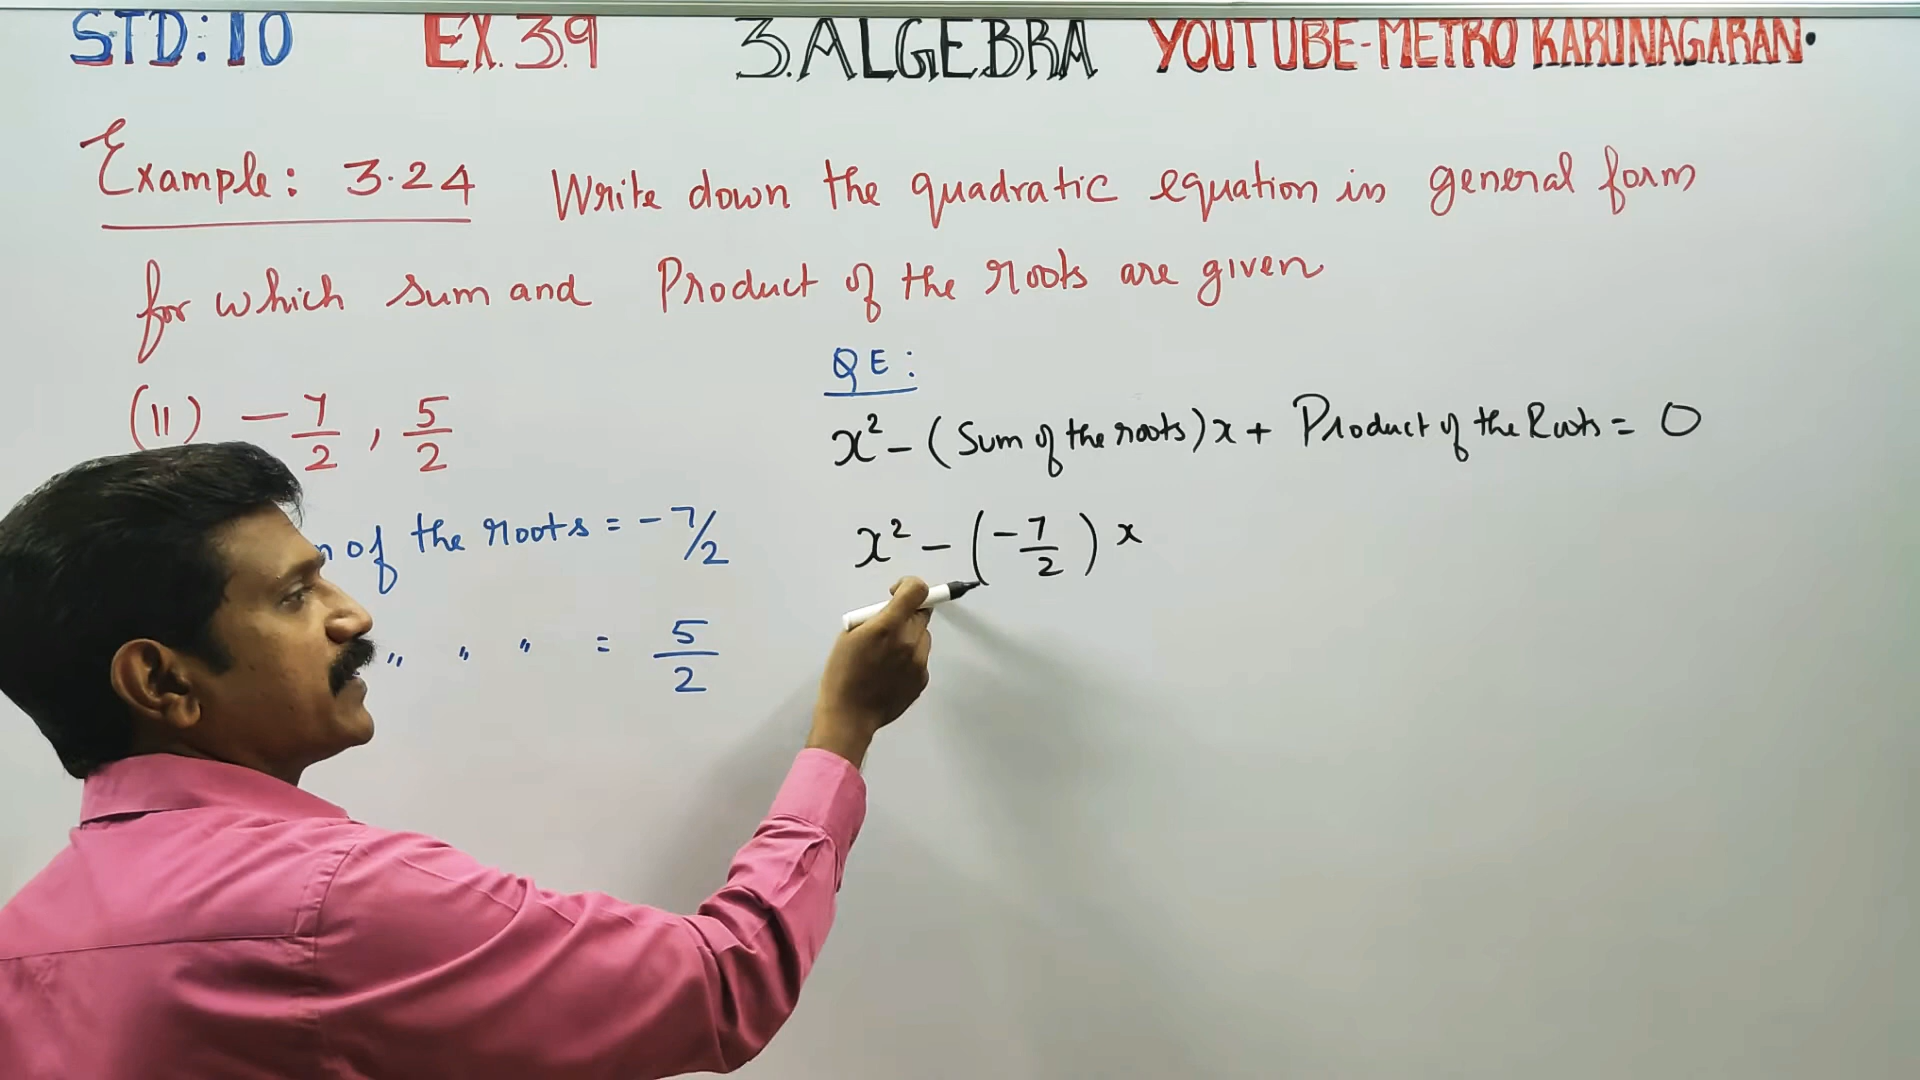 STD: 10 EX. 3.9 3. ALGEBRA YOUTUBE-METRO KARUNAGARAN.
Example: 3.24 Write down the quadratic equation in general form
for which sum and Product of the roots are given
(II) -7/2 , 5/2
of the roots = -7/2
〃 〃 〃 = 5/2
QE:
x² - (Sum of the roots) x + Product of the Roots = 0
x² - (-7/2) x